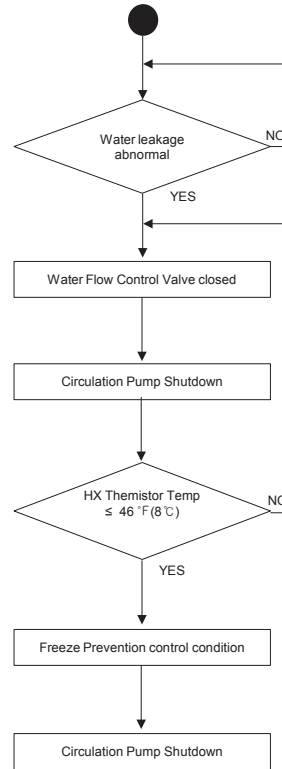 Water leakage
abnormal
NO
YES
Water Flow Control Valve closed
Circulation Pump Shutdown
HX Themistor Temp
≤ 46 ℉(8℃)
NO
YES
Freeze Prevention control condition
Circulation Pump Shutdown